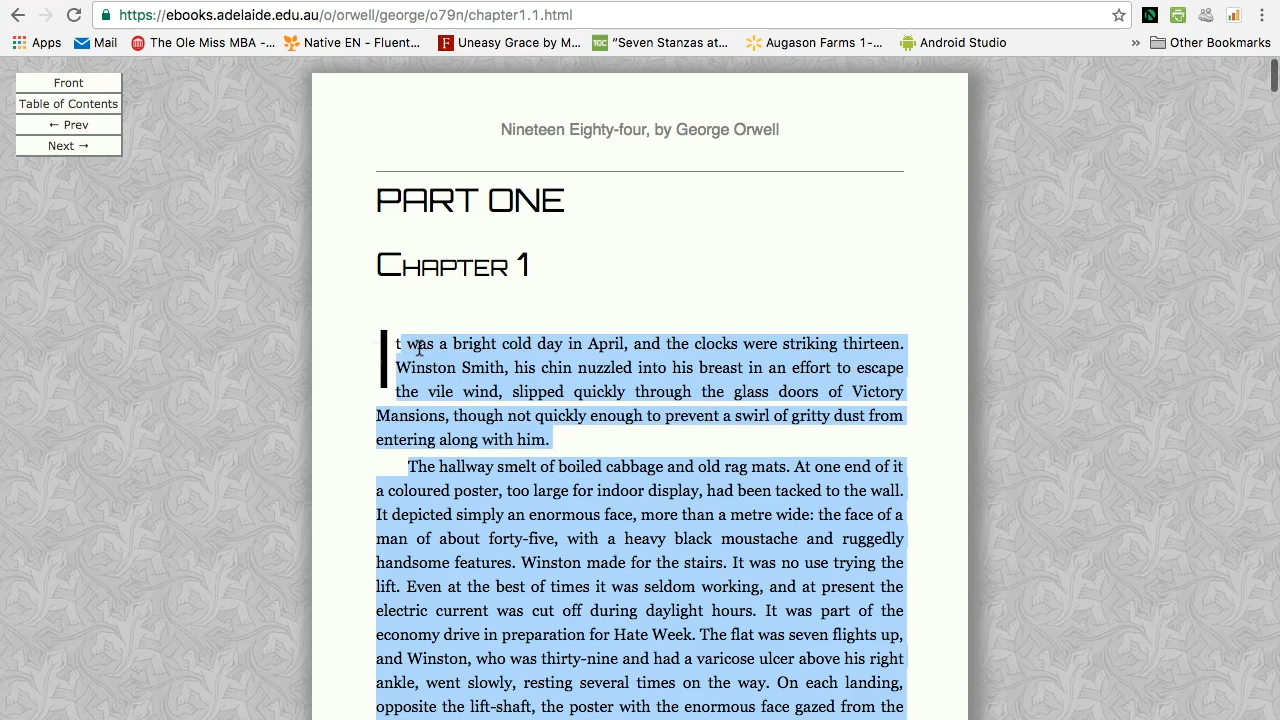 https://ebooks.adelaide.edu.au/o/orwell/george/o79n/chapter1.1.html
Apps Mail The Ole Miss MBA -... Native EN - Fluent... Uneasy Grace by M... TGC “Seven Stanzas at... Augason Farms 1-... Android Studio » Other Bookmarks
Front
Table of Contents
← Prev
Next →
Nineteen Eighty-four, by George Orwell
PART ONE
Chapter 1
It was a bright cold day in April, and the clocks were striking thirteen.
Winston Smith, his chin nuzzled into his breast in an effort to escape
the vile wind, slipped quickly through the glass doors of Victory
Mansions, though not quickly enough to prevent a swirl of gritty dust from
entering along with him.
The hallway smelt of boiled cabbage and old rag mats. At one end of it
a coloured poster, too large for indoor display, had been tacked to the wall.
It depicted simply an enormous face, more than a metre wide: the face of a
man of about forty-five, with a heavy black moustache and ruggedly
handsome features. Winston made for the stairs. It was no use trying the
lift. Even at the best of times it was seldom working, and at present the
electric current was cut off during daylight hours. It was part of the
economy drive in preparation for Hate Week. The flat was seven flights up,
and Winston, who was thirty-nine and had a varicose ulcer above his right
ankle, went slowly, resting several times on the way. On each landing,
opposite the lift-shaft, the poster with the enormous face gazed from the